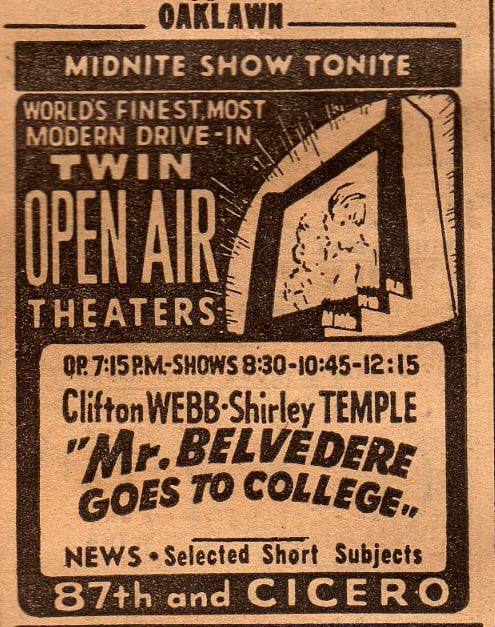 OAKLAWN
MIDNITE SHOW TONITE
WORLD'S FINEST, MOST
MODERN DRIVE-IN
TWIN
OPEN AIR
THEATERS
OP. 7:15 P.M.-SHOWS 8:30-10:45-12:15
Clifton WEBB·Shirley TEMPLE
"Mr. BELVEDERE
GOES TO COLLEGE"
NEWS • Selected Short Subjects
87th and CICERO